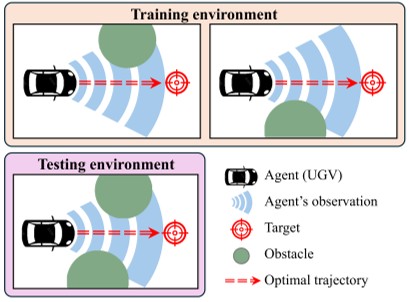 Training environment
Testing environment
Agent (UGV)
Agent's observation
Target
Obstacle
Optimal trajectory